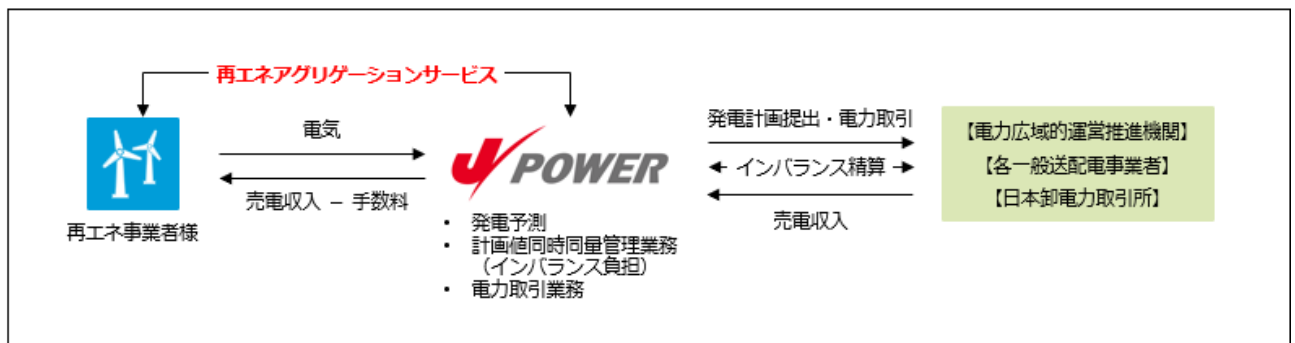 再エネアグリゲーションサービス
電気
売電収入 － 手数料
再エネ事業者様
J POWER
・ 発電予測
・ 計画値同時同量管理業務
（インバランス負担）
・ 電力取引業務
発電計画提出・電力取引
インバランス精算
売電収入
【電力広域的運営推進機関】
【各一般送配電事業者】
【日本卸電力取引所】